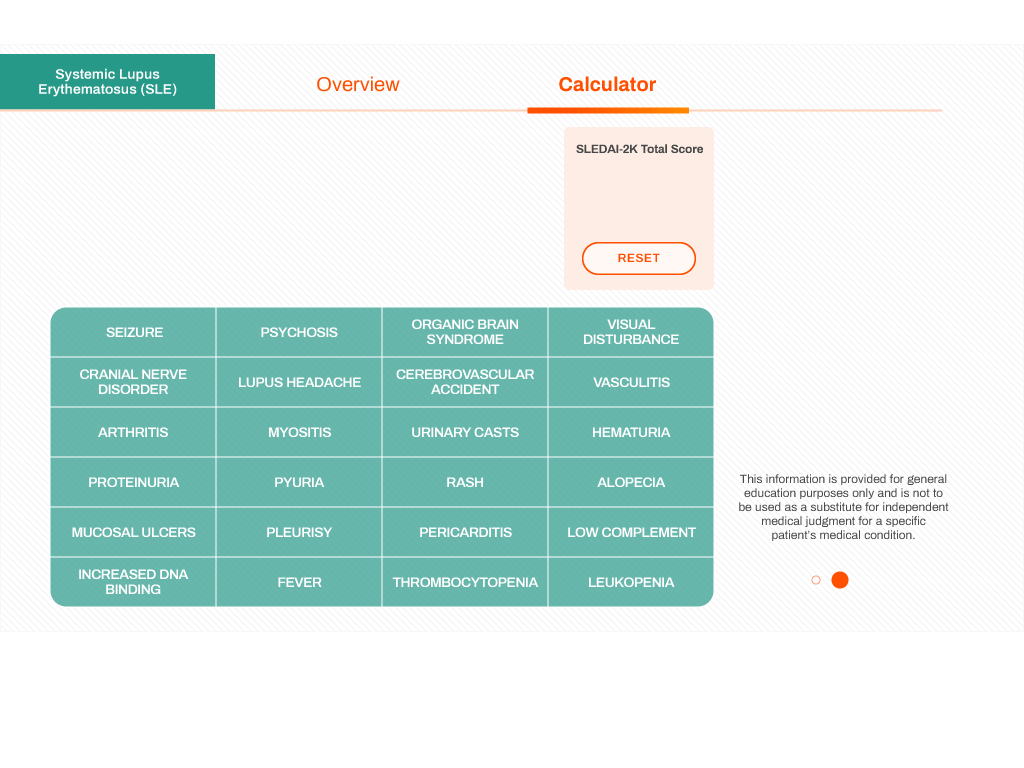 Systemic Lupus
Erythematosus (SLE)
Overview
Calculator
SLEDAI-2K Total Score
RESET
SEIZURE
PSYCHOSIS
ORGANIC BRAIN
SYNDROME
VISUAL
DISTURBANCE
CRANIAL NERVE
DISORDER
LUPUS HEADACHE
CEREBROVASCULAR
ACCIDENT
VASCULITIS
ARTHRITIS
MYOSITIS
URINARY CASTS
HEMATURIA
PROTEINURIA
PYURIA
RASH
ALOPECIA
MUCOSAL ULCERS
PLEURISY
PERICARDITIS
LOW COMPLEMENT
INCREASED DNA
BINDING
FEVER
THROMBOCYTOPENIA
LEUKOPENIA
This information is provided for general
education purposes only and is not to
be used as a substitute for independent
medical judgment for a specific
patient's medical condition.